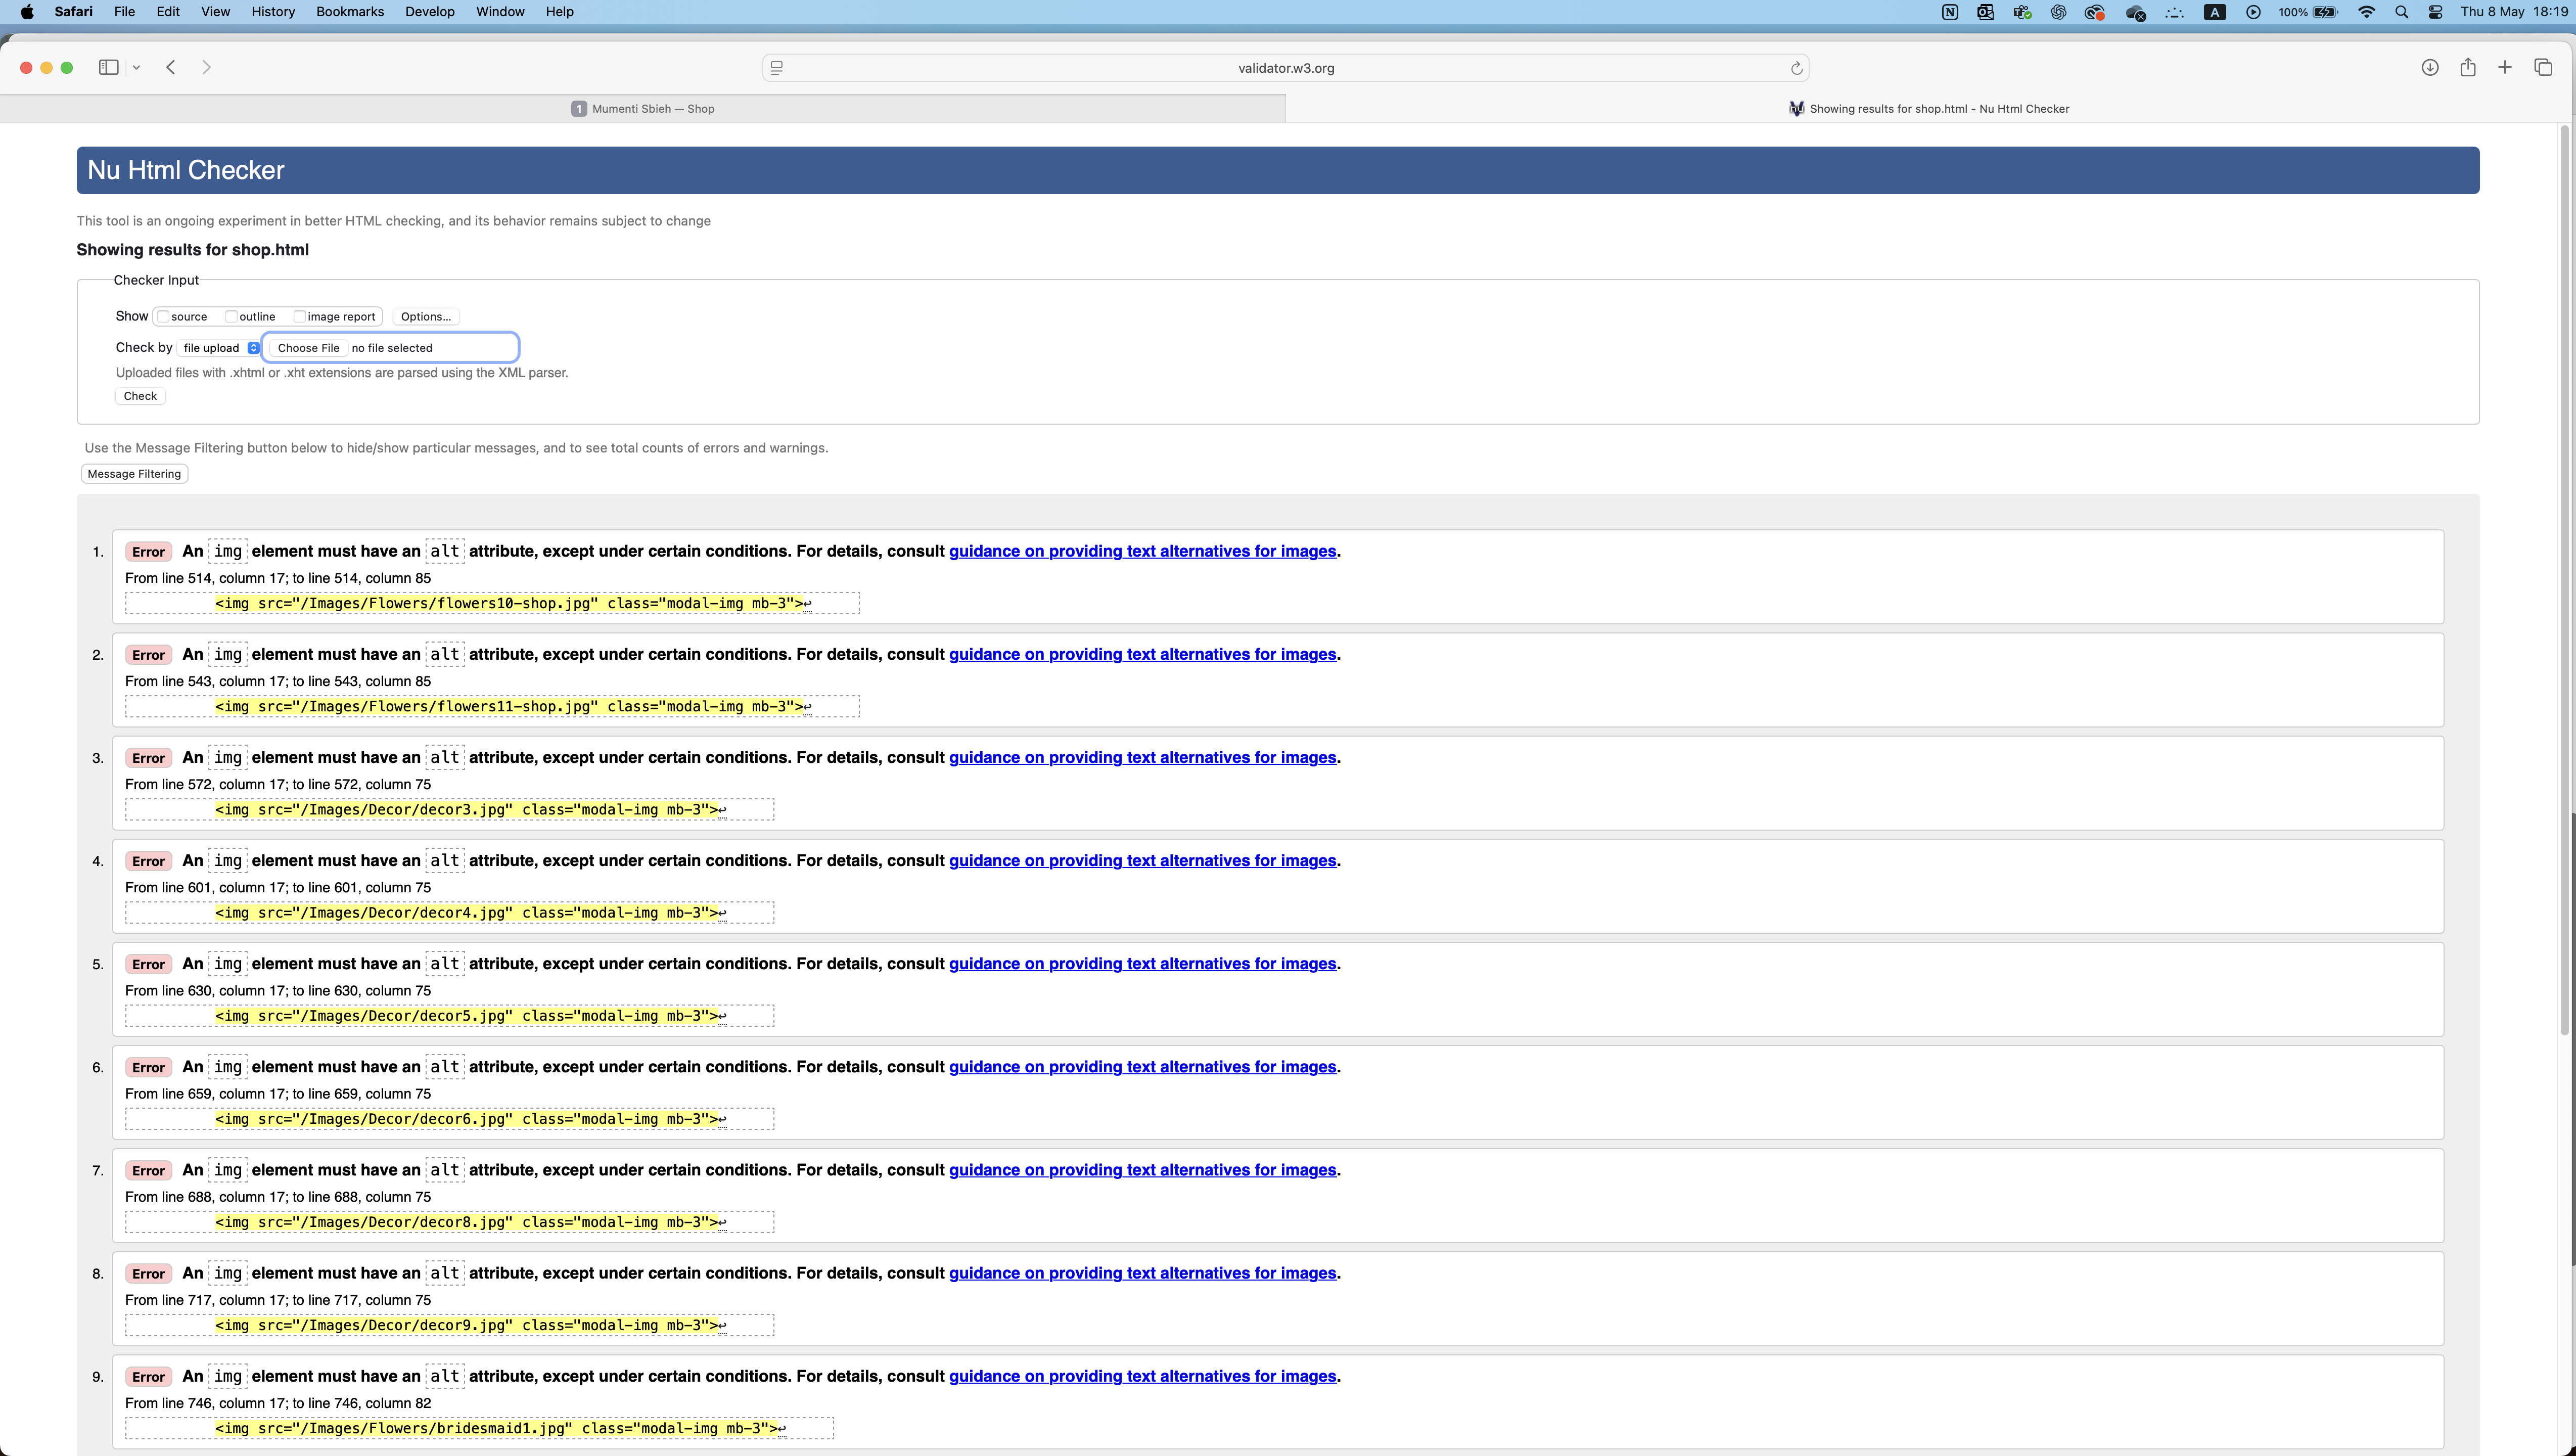 Safari File Edit View History Bookmarks Develop Window Help
A 100% Thu 8 May 18:19
validator.w3.org
1 Mumenti Sbieh — Shop
Showing results for shop.html - Nu Html Checker
Nu Html Checker
This tool is an ongoing experiment in better HTML checking, and its behavior remains subject to change
Showing results for shop.html
Checker Input
Show source outline image report Options...
Check by file upload Choose File no file selected
Uploaded files with .xhtml or .xht extensions are parsed using the XML parser.
Check
Use the Message Filtering button below to hide/show particular messages, and to see total counts of errors and warnings.
Message Filtering
1. Error An img element must have an alt attribute, except under certain conditions. For details, consult guidance on providing text alternatives for images.
From line 514, column 17; to line 514, column 85
<img src="/Images/Flowers/flowers10-shop.jpg" class="modal-img mb-3">↩
2. Error An img element must have an alt attribute, except under certain conditions. For details, consult guidance on providing text alternatives for images.
From line 543, column 17; to line 543, column 85
<img src="/Images/Flowers/flowers11-shop.jpg" class="modal-img mb-3">↩
3. Error An img element must have an alt attribute, except under certain conditions. For details, consult guidance on providing text alternatives for images.
From line 572, column 17; to line 572, column 75
<img src="/Images/Decor/decor3.jpg" class="modal-img mb-3">↩
4. Error An img element must have an alt attribute, except under certain conditions. For details, consult guidance on providing text alternatives for images.
From line 601, column 17; to line 601, column 75
<img src="/Images/Decor/decor4.jpg" class="modal-img mb-3">↩
5. Error An img element must have an alt attribute, except under certain conditions. For details, consult guidance on providing text alternatives for images.
From line 630, column 17; to line 630, column 75
<img src="/Images/Decor/decor5.jpg" class="modal-img mb-3">↩
6. Error An img element must have an alt attribute, except under certain conditions. For details, consult guidance on providing text alternatives for images.
From line 659, column 17; to line 659, column 75
<img src="/Images/Decor/decor6.jpg" class="modal-img mb-3">↩
7. Error An img element must have an alt attribute, except under certain conditions. For details, consult guidance on providing text alternatives for images.
From line 688, column 17; to line 688, column 75
<img src="/Images/Decor/decor8.jpg" class="modal-img mb-3">↩
8. Error An img element must have an alt attribute, except under certain conditions. For details, consult guidance on providing text alternatives for images.
From line 717, column 17; to line 717, column 75
<img src="/Images/Decor/decor9.jpg" class="modal-img mb-3">↩
9. Error An img element must have an alt attribute, except under certain conditions. For details, consult guidance on providing text alternatives for images.
From line 746, column 17; to line 746, column 82
<img src="/Images/Flowers/bridesmaid1.jpg" class="modal-img mb-3">↩